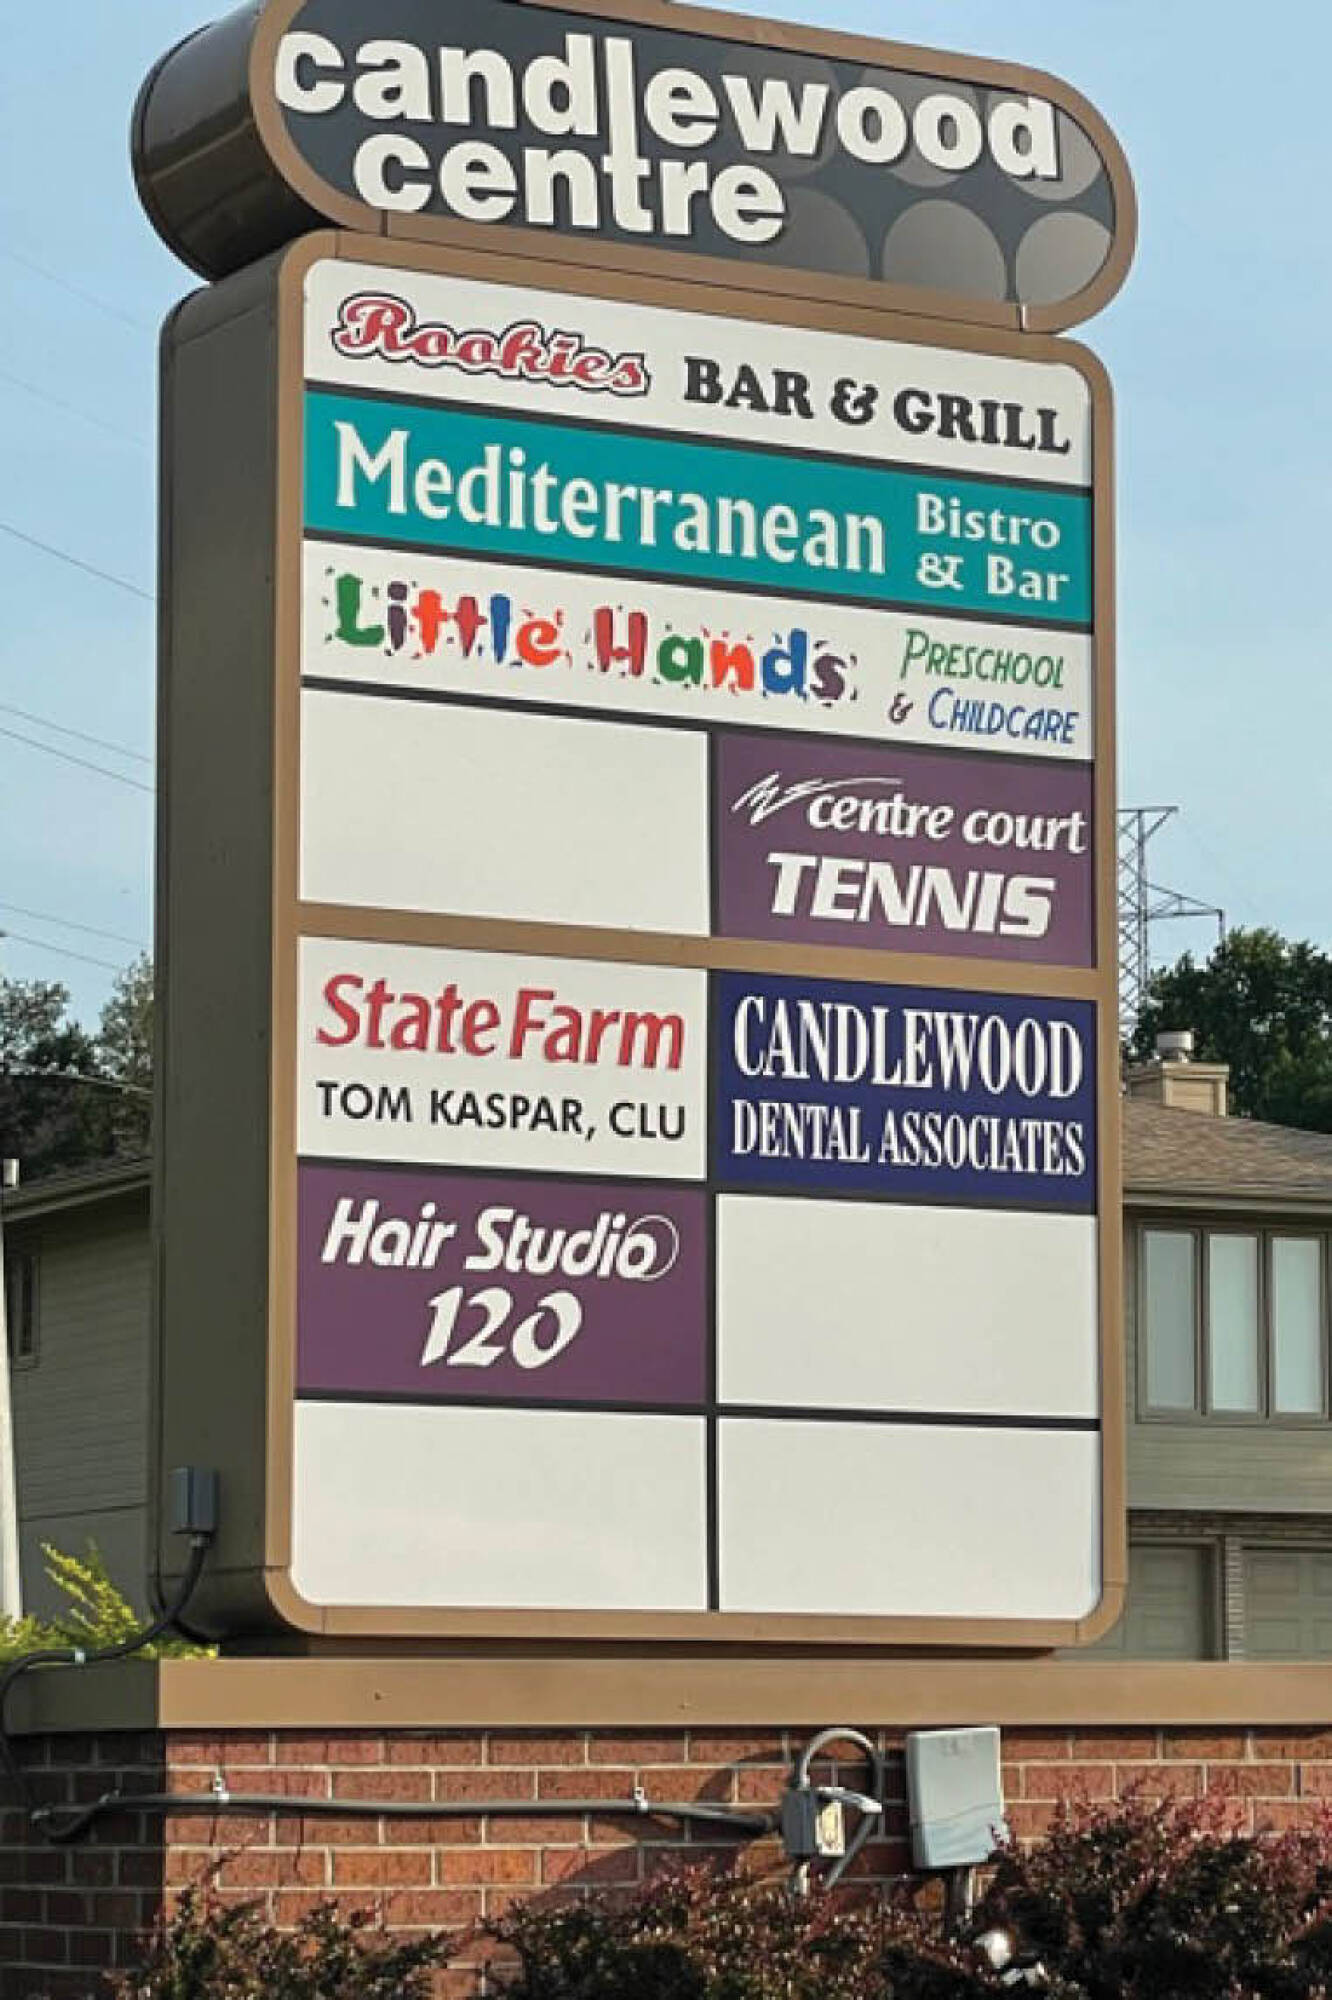 candlewood
centre
Rookies BAR & GRILL
Mediterranean Bistro
& Bar
Little Hands PRESCHOOL
& CHILDCARE
centre court
TENNIS
State Farm
TOM KASPAR, CLU
CANDLEWOOD
DENTAL ASSOCIATES
Hair Studio
120